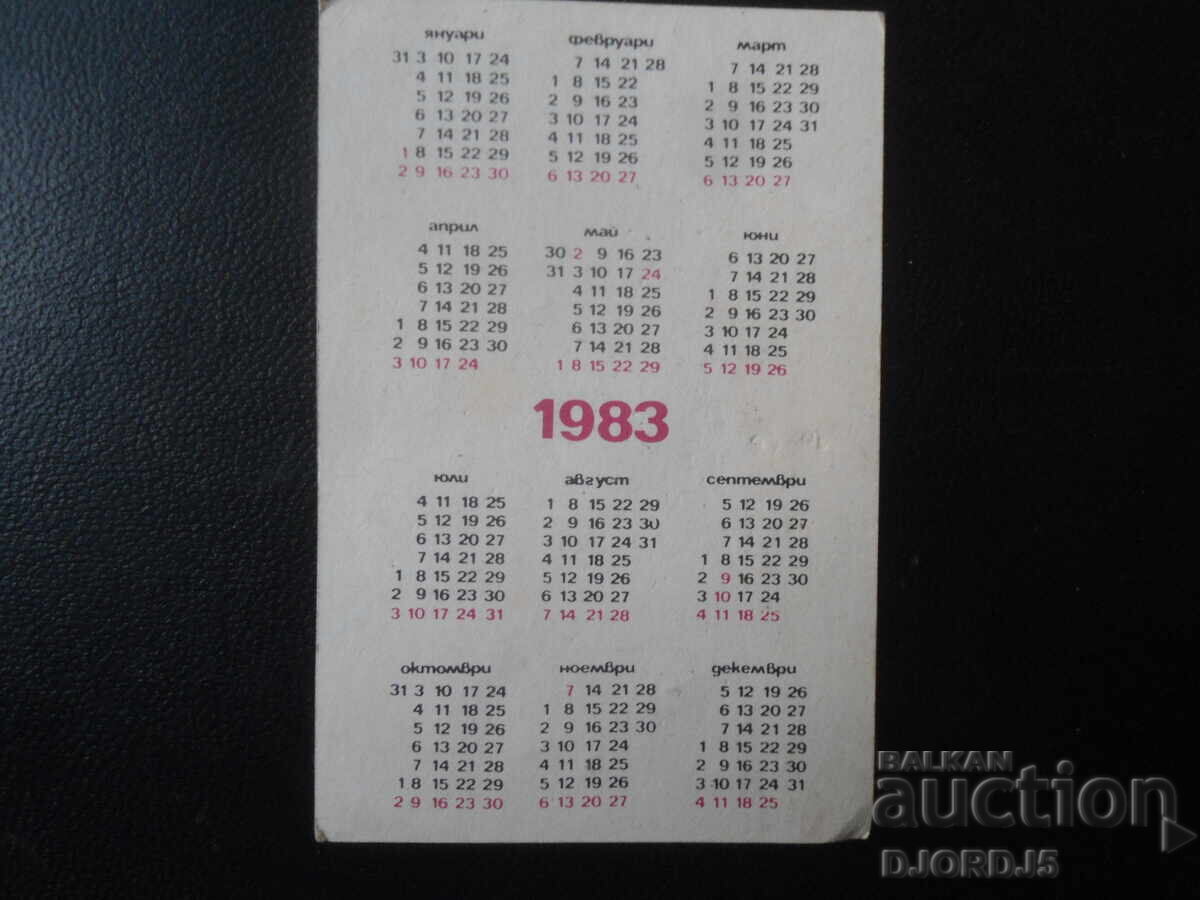 януари февруари март
31 3 10 17 24 7 14 21 28 7 14 21 28
4 11 18 25 1 8 15 22 1 8 15 22 29
5 12 19 26 2 9 16 23 2 9 16 23 30
6 13 20 27 3 10 17 24 3 10 17 24 31
7 14 21 28 4 11 18 25 4 11 18 25
1 8 15 22 29 5 12 19 26 5 12 19 26
2 9 16 23 30 6 13 20 27 6 13 20 27
април май юни
4 11 18 25 30 2 9 16 23 6 13 20 27
5 12 19 26 31 3 10 17 24 7 14 21 28
6 13 20 27 4 11 18 25 1 8 15 22 29
7 14 21 28 5 12 19 26 2 9 16 23 30
1 8 15 22 29 6 13 20 27 3 10 17 24
2 9 16 23 30 7 14 21 28 4 11 18 25
3 10 17 24 1 8 15 22 29 5 12 19 26
1983
юли август септември
4 11 18 25 1 8 15 22 29 5 12 19 26
5 12 19 26 2 9 16 23 30 6 13 20 27
6 13 20 27 3 10 17 24 31 7 14 21 28
7 14 21 28 4 11 18 25 1 8 15 22 29
1 8 15 22 29 5 12 19 26 2 9 16 23 30
2 9 16 23 30 6 13 20 27 3 10 17 24
3 10 17 24 31 7 14 21 28 4 11 18 25
октомври ноември декември
31 3 10 17 24 7 14 21 28 5 12 19 26
4 11 18 25 1 8 15 22 29 6 13 20 27
5 12 19 26 2 9 16 23 30 7 14 21 28
6 13 20 27 3 10 17 24 1 8 15 22 29
7 14 21 28 4 11 18 25 2 9 16 23 30
1 8 15 22 29 5 12 19 26 3 10 17 24 31
2 9 16 23 30 6 13 20 27 4 11 18 25
BALKAN
auction
DJORDJ5